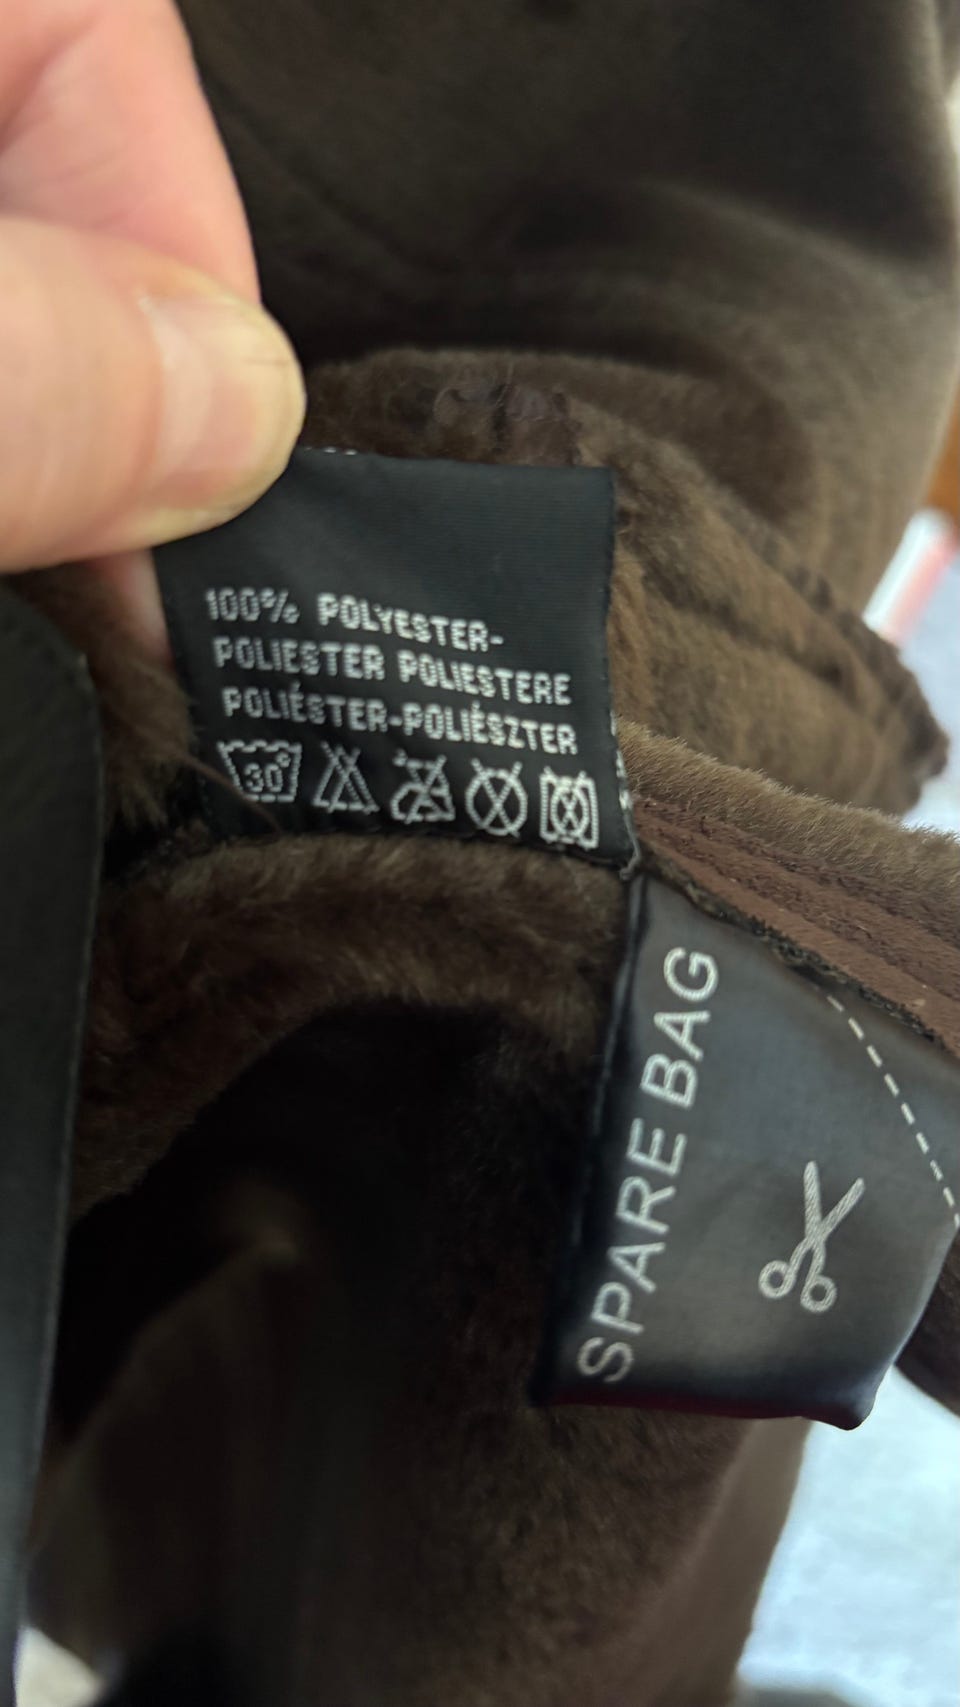 100% POLYESTER-
POLIESTER POLIESTERE
POLIÉSTER-POLIÉSZTER
30°
SPARE BAG